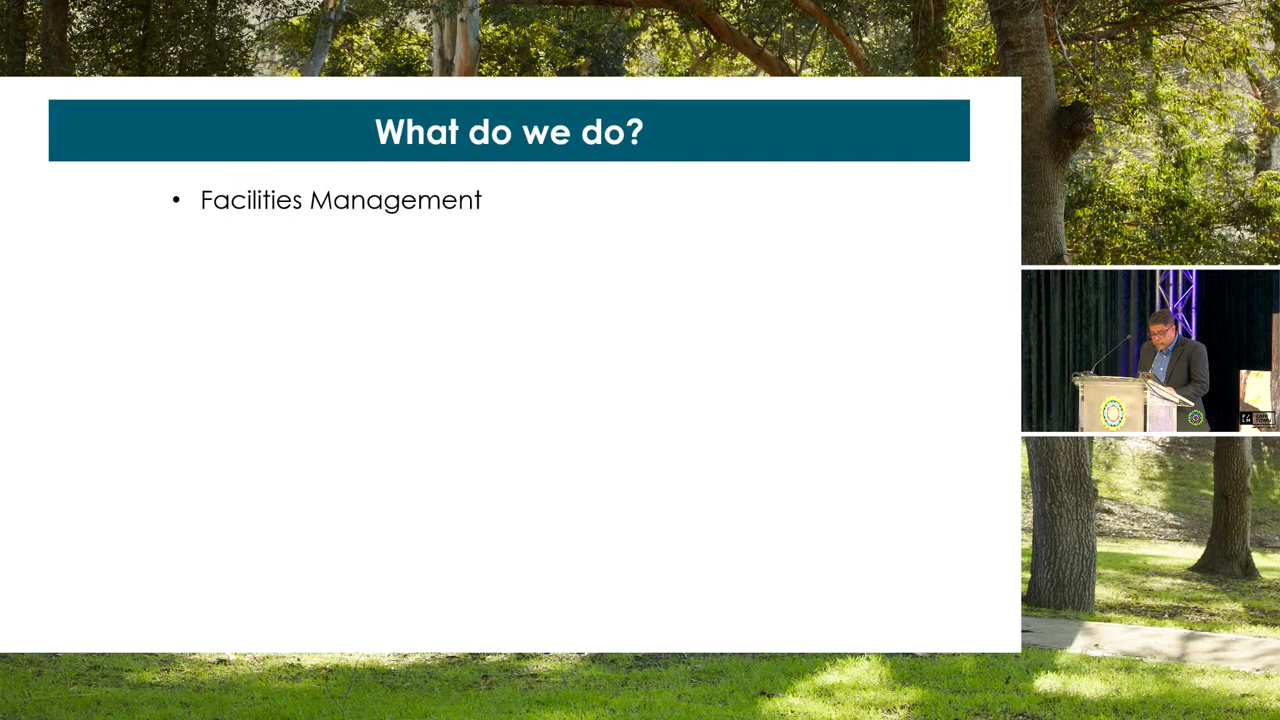 What do we do?
• Facilities Management